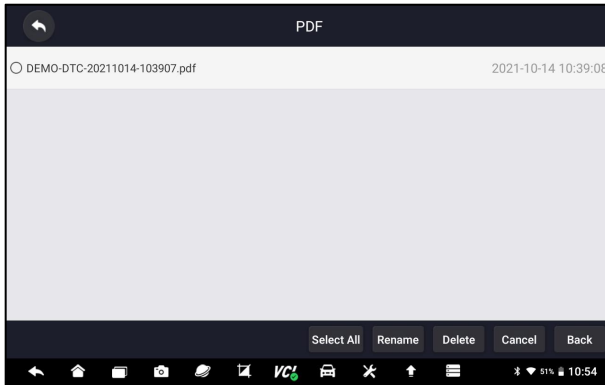 PDF
DEMO-DTC-20211014-103907.pdf 2021-10-14 10:39:08
Select All Rename Delete Cancel Back
VCI 51% 10:54